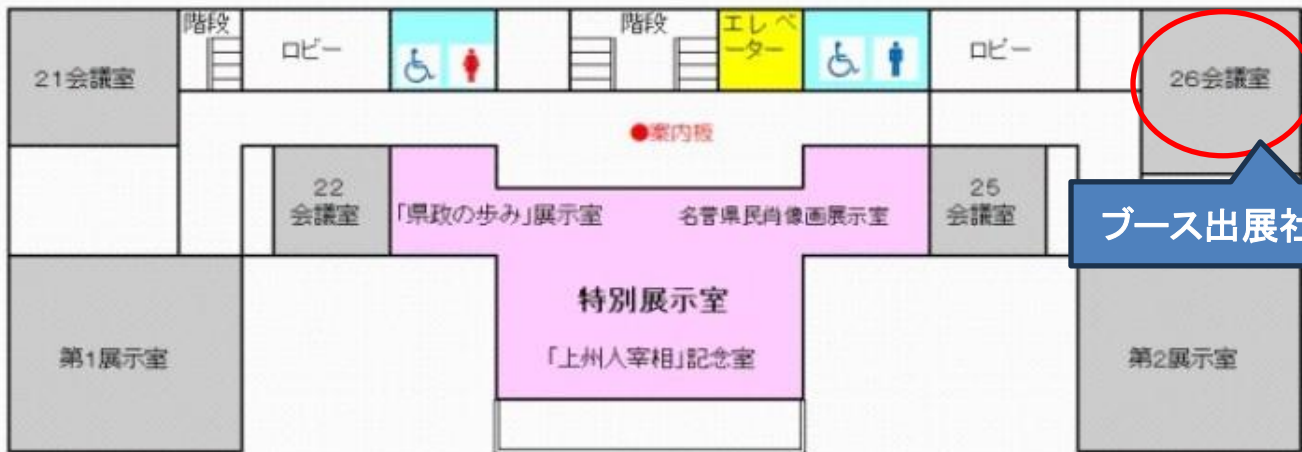 階段
ロビー
階段
エレベ
ーター
ロビー
21会議室
26会議室
●案内板
22
会議室
「県政の歩み」展示室
名誉県民肖像画展示室
25
会議室
ブース出展社
特別展示室
第1展示室
「上州人宰相」記念室
第2展示室